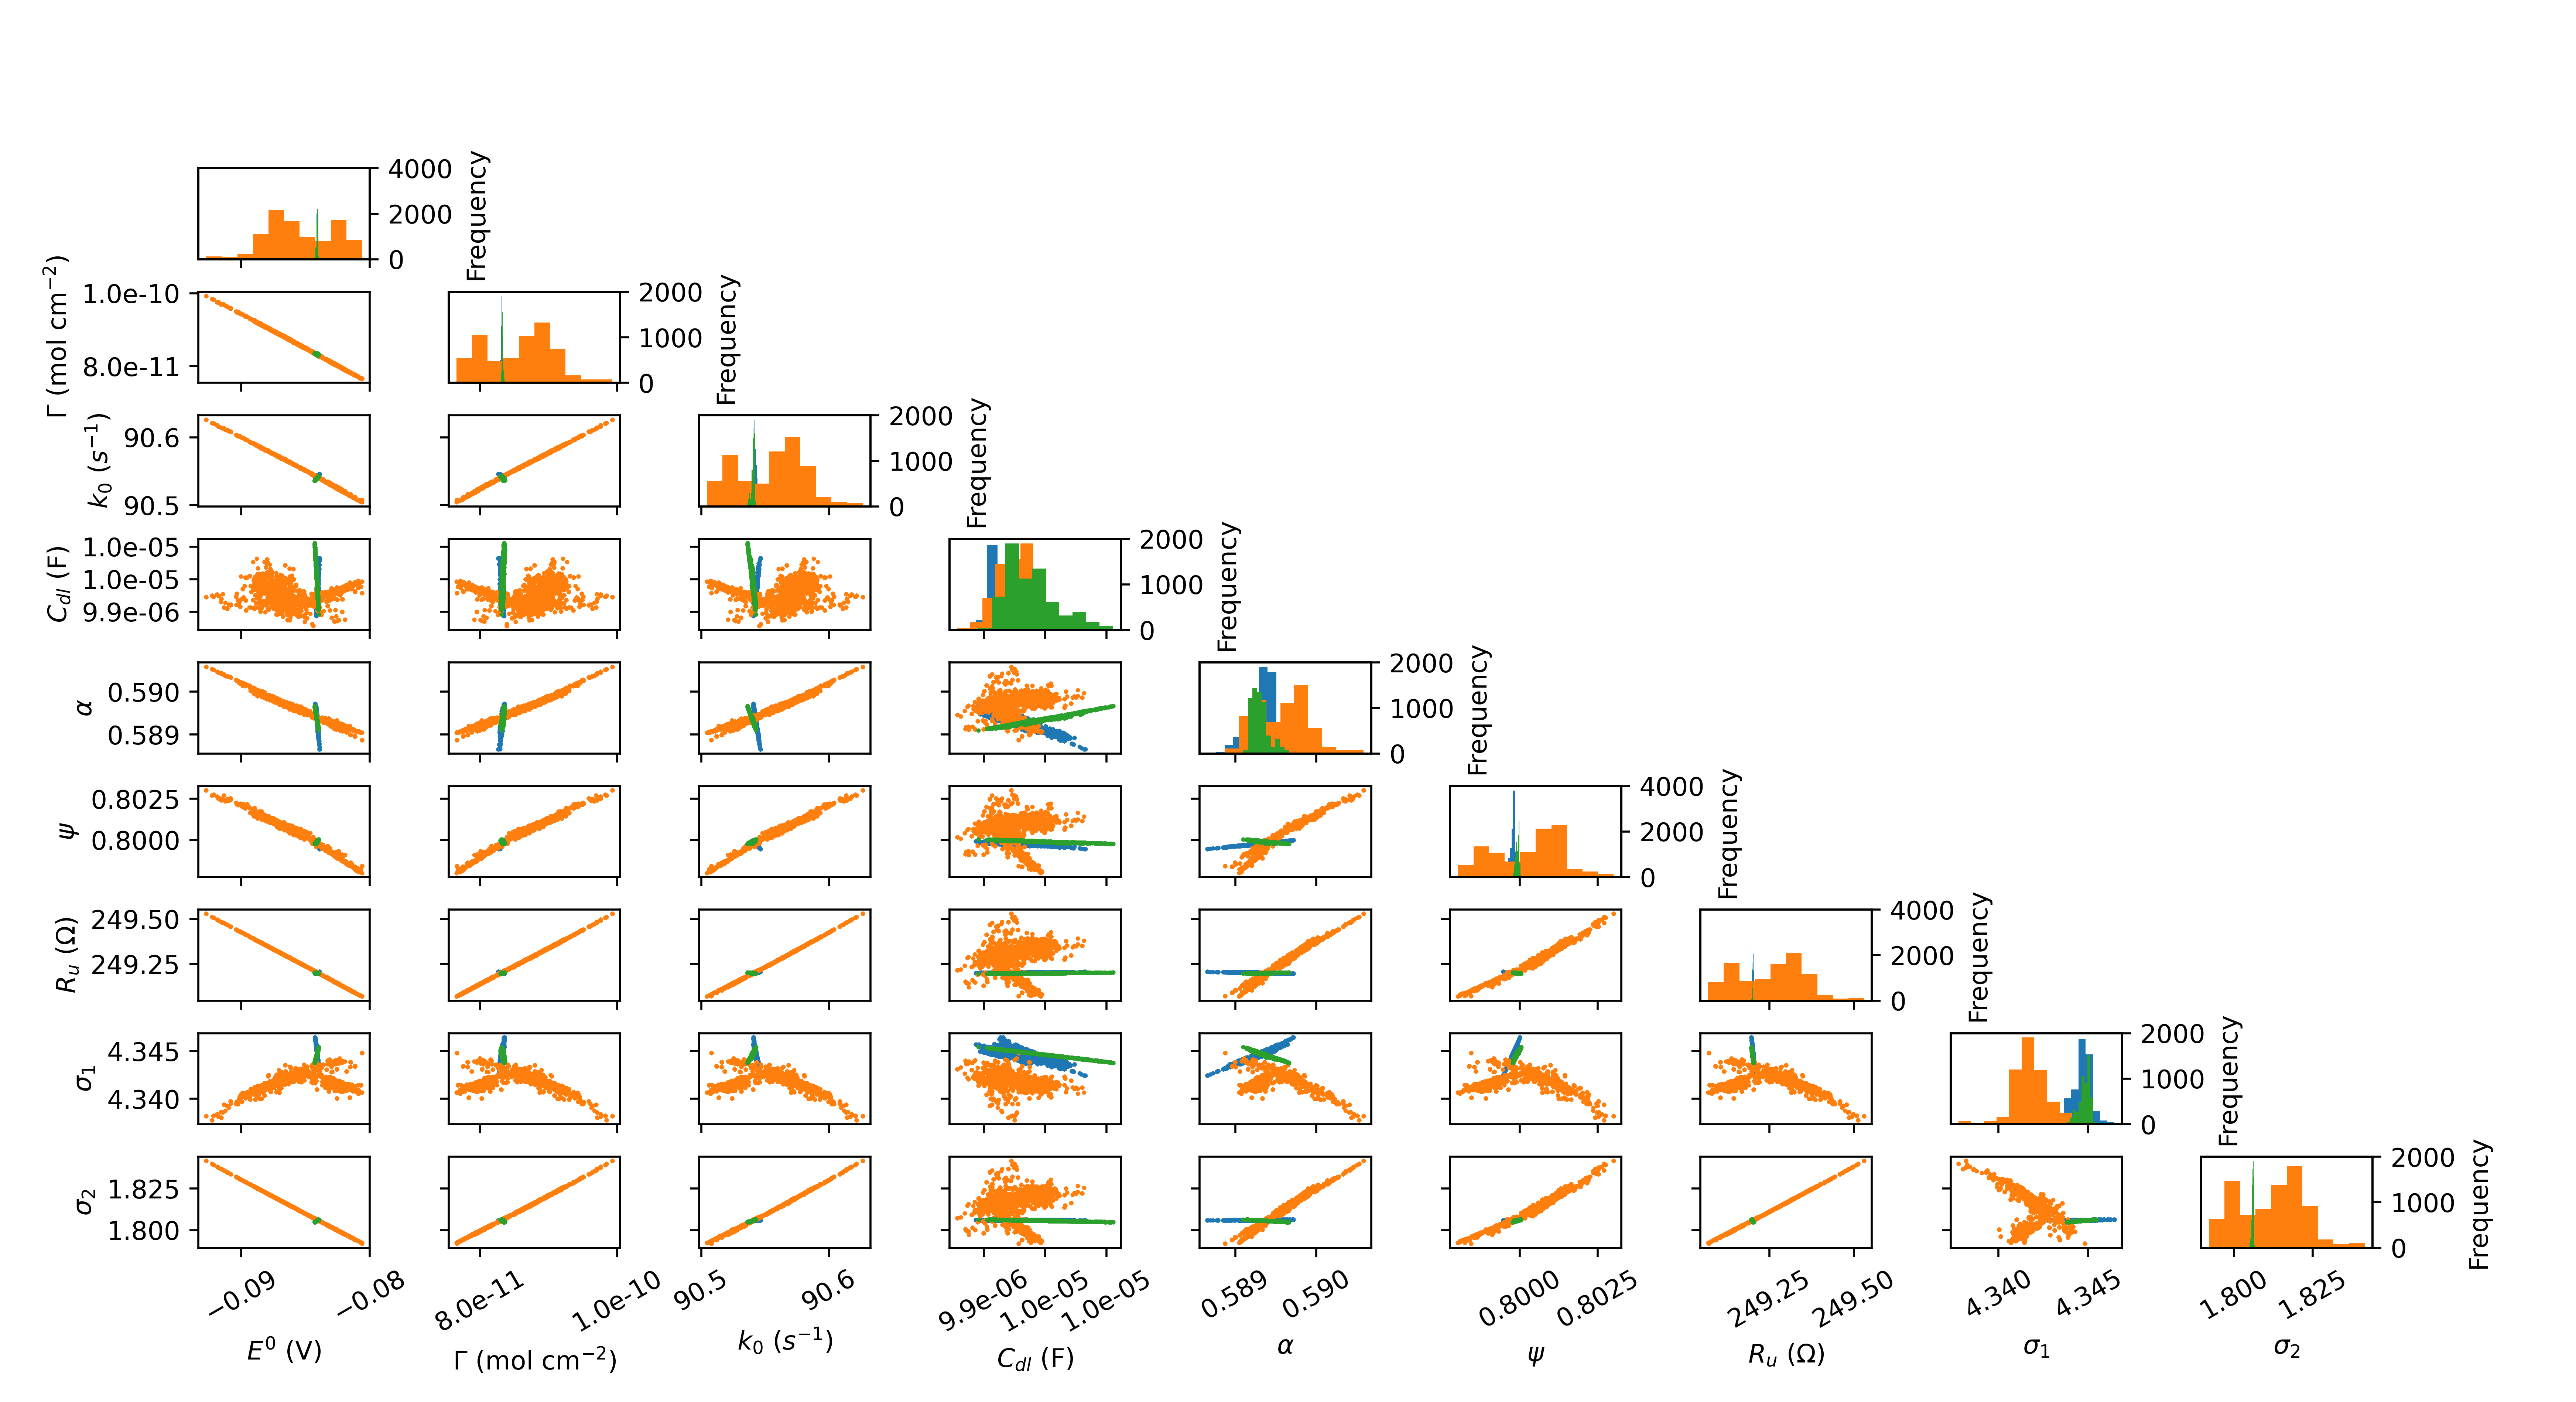 4000
2000
0
Frequency
Γ (mol cm⁻²)
1.0e-10
8.0e-11
2000
1000
0
Frequency
k₀ (s⁻¹)
90.6
90.5
2000
1000
0
Frequency
C_dl (F)
1.0e-05
1.0e-05
9.9e-06
2000
1000
0
Frequency
α
0.590
0.589
2000
1000
0
Frequency
ψ
0.8025
0.8000
4000
2000
0
Frequency
R_u (Ω)
249.50
249.25
4000
2000
0
Frequency
σ₁
4.345
4.340
2000
1000
0
Frequency
σ₂
1.825
1.800
2000
1000
0
Frequency
−0.09 −0.08 8.0e-11 1.0e-10 90.5 90.6 9.9e-06 1.0e-05 1.0e-05 0.589 0.590 0.8000 0.8025 249.25 249.50 4.340 4.345 1.800 1.825
E⁰ (V) Γ (mol cm⁻²) k₀ (s⁻¹) C_dl (F) α ψ R_u (Ω) σ₁ σ₂